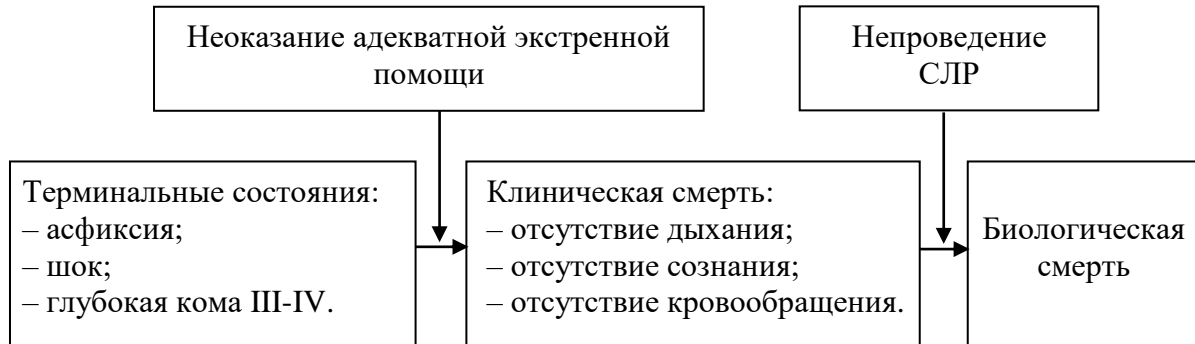 Неоказание адекватной экстренной
помощи
Непроведение
СЛР
Терминальные состояния:
– асфиксия;
– шок;
– глубокая кома III-IV.
Клиническая смерть:
– отсутствие дыхания;
– отсутствие сознания;
– отсутствие кровообращения.
Биологическая
смерть